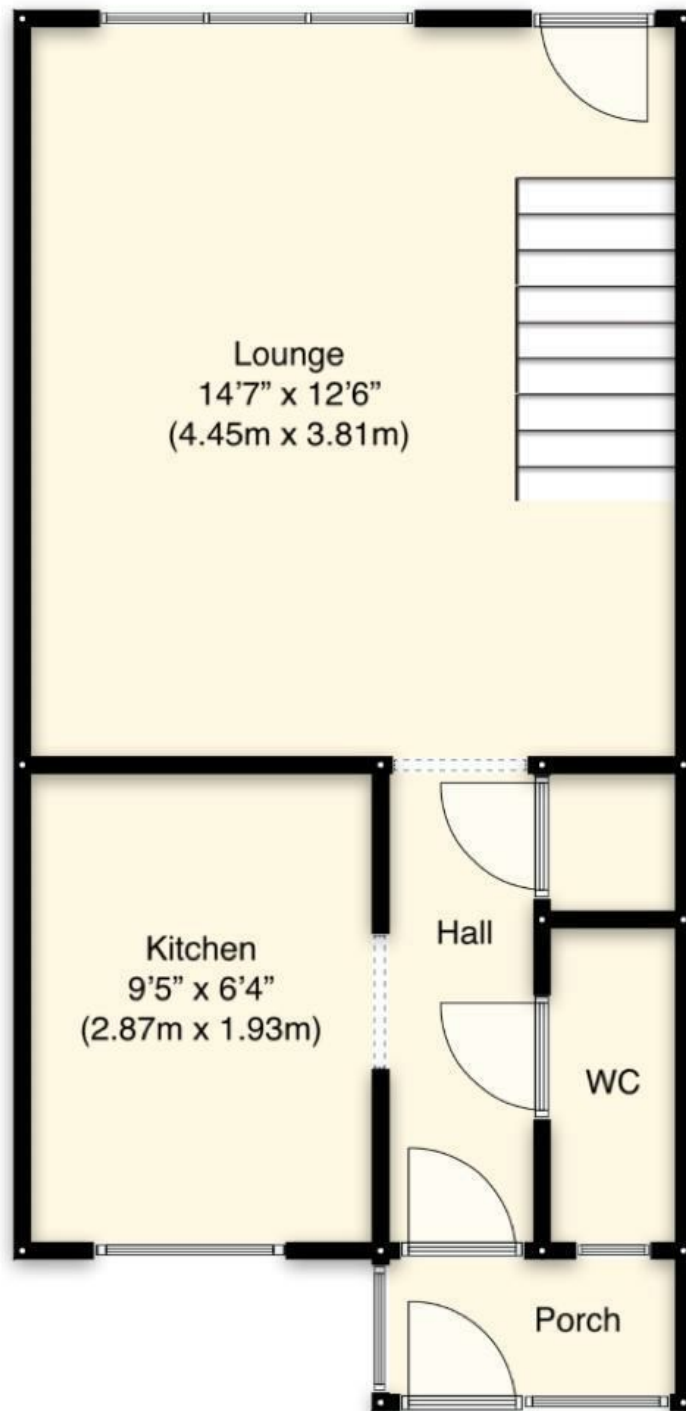 Lounge
14’7” x 12’6”
(4.45m x 3.81m)
Kitchen
9’5” x 6’4”
(2.87m x 1.93m)
Hall
WC
Porch